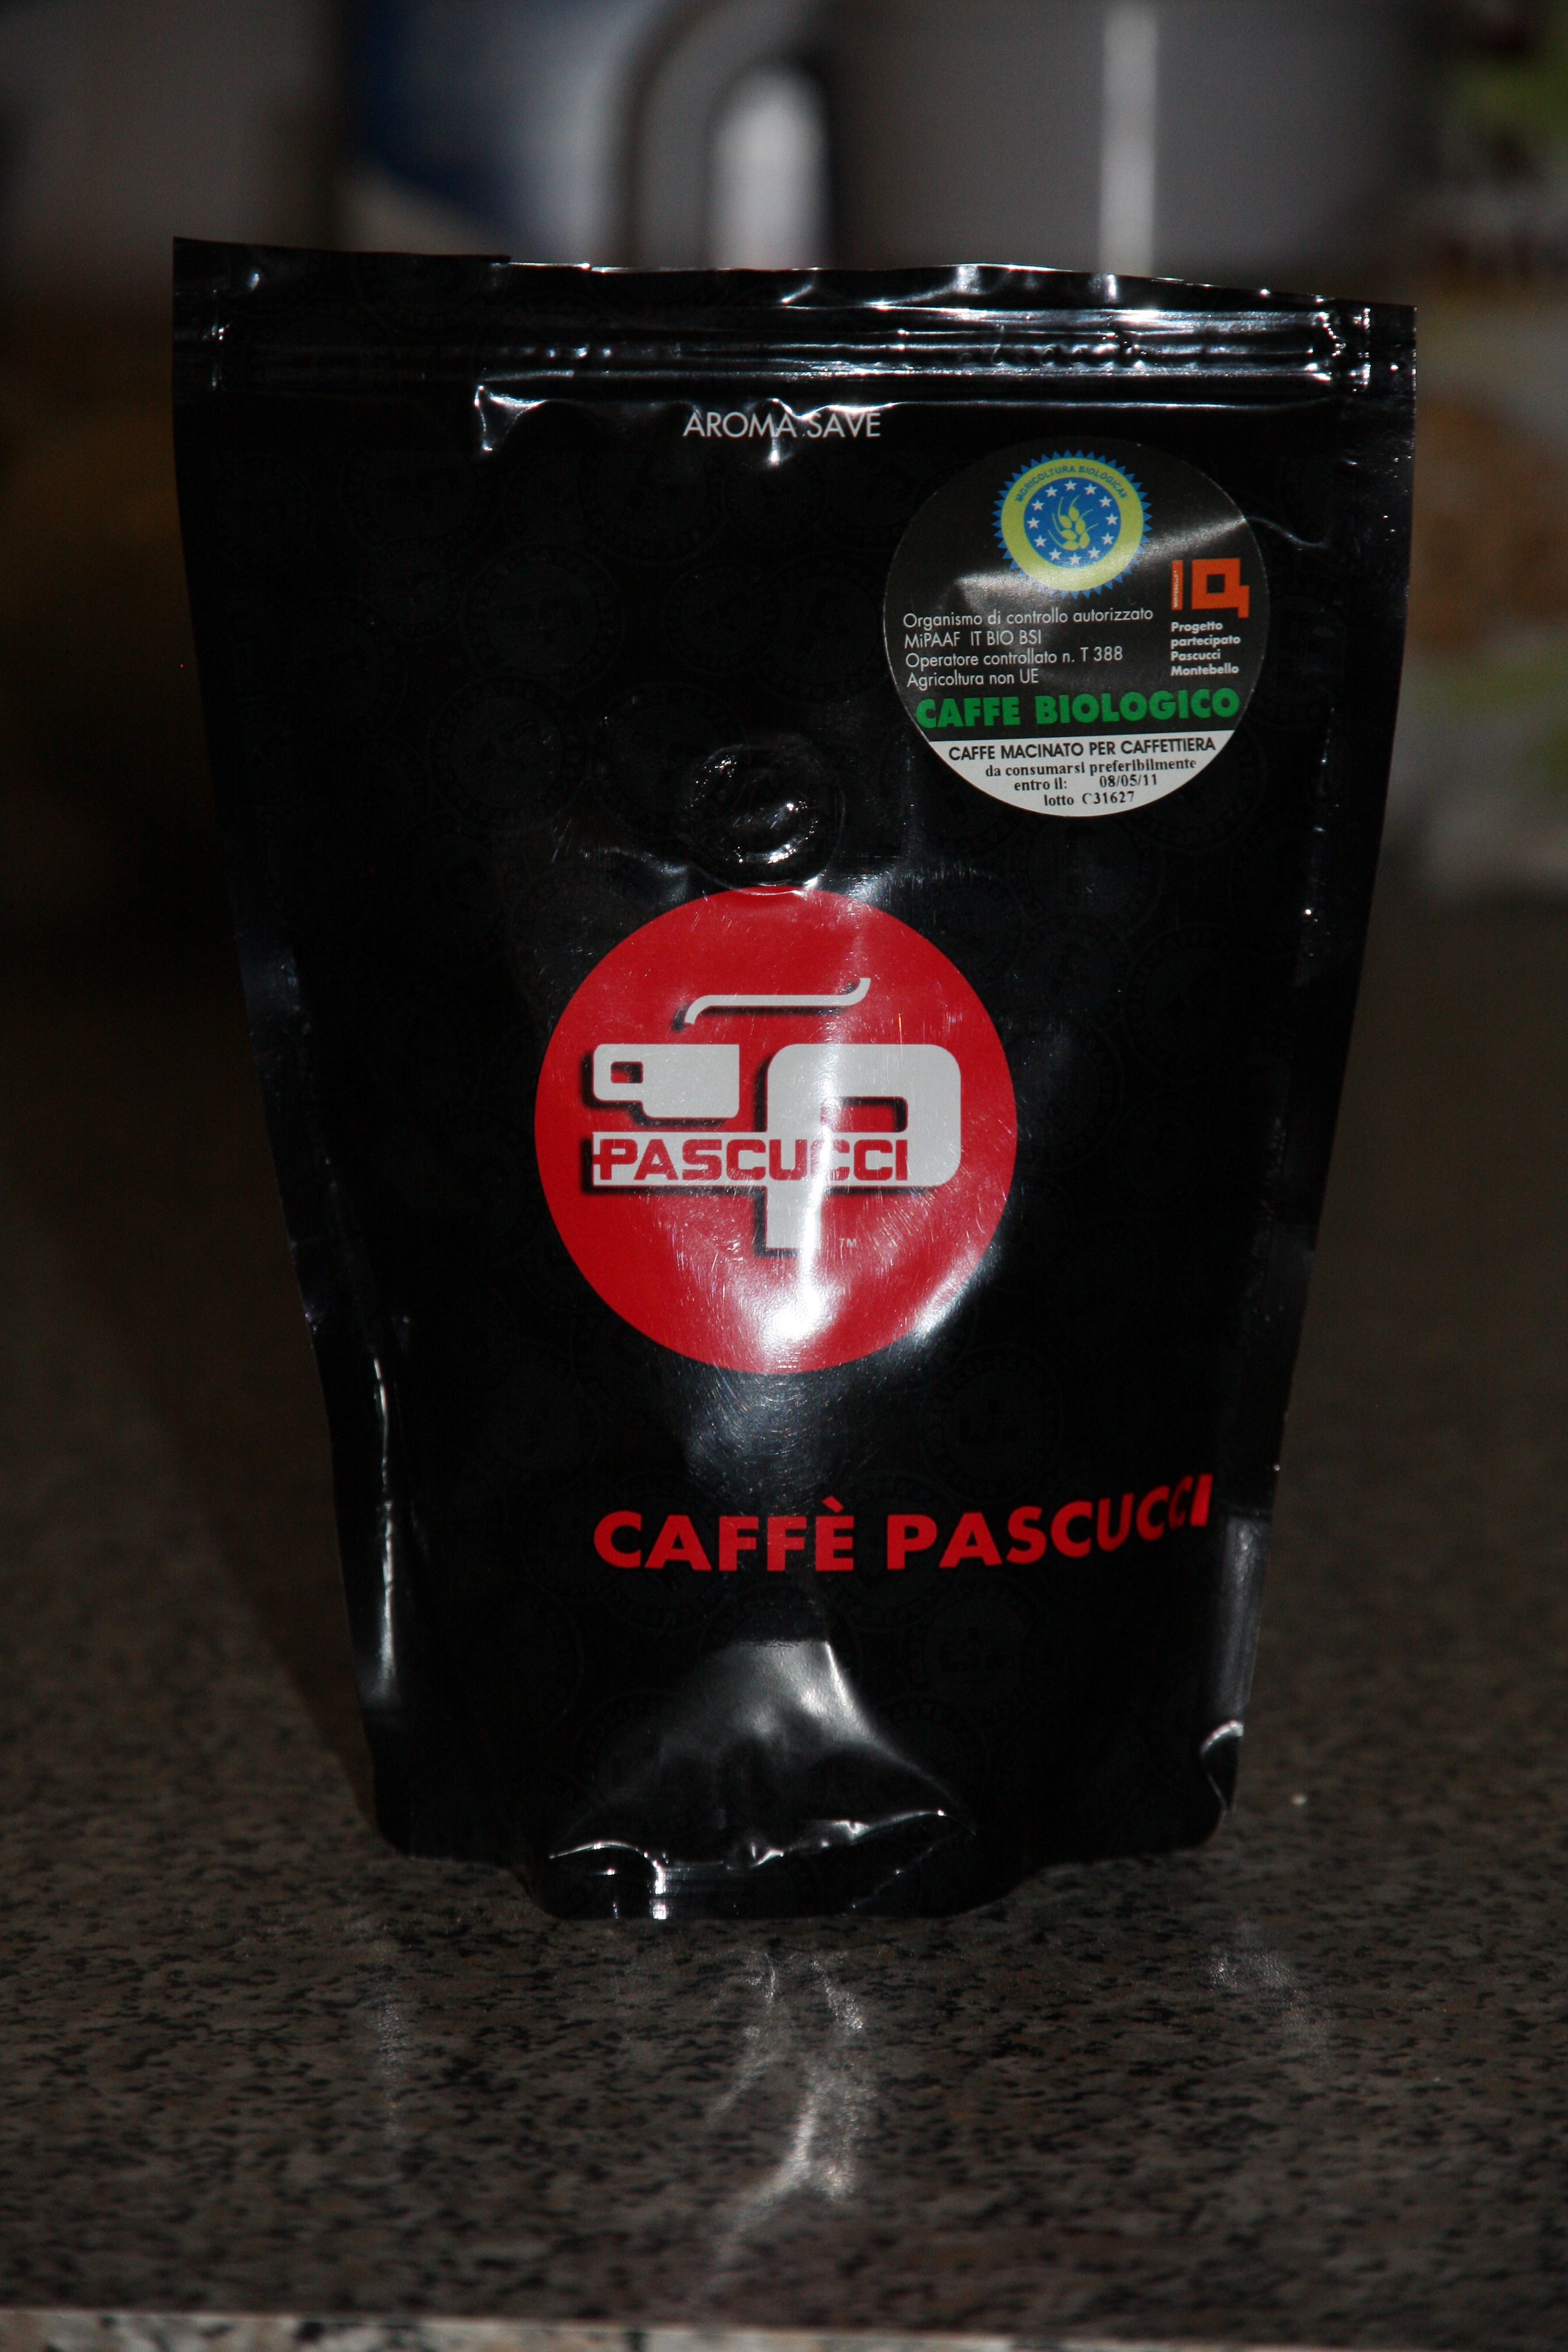 AROMA SAVE
AGRICOLTURA BIOLOGICA
Organismo di controllo autorizzato
MiPAAF IT BIO BSI
Operatore controllato n. T 388
Agricoltura non UE
Progetto
partecipato
Pascucci
Montebello
CAFFE BIOLOGICO
CAFFE MACINATO PER CAFFETTIERA
da consumarsi preferibilmente
entro il: 08/05/11
lotto C31627
PASCUCCI
TM
CAFFÈ PASCUCCI